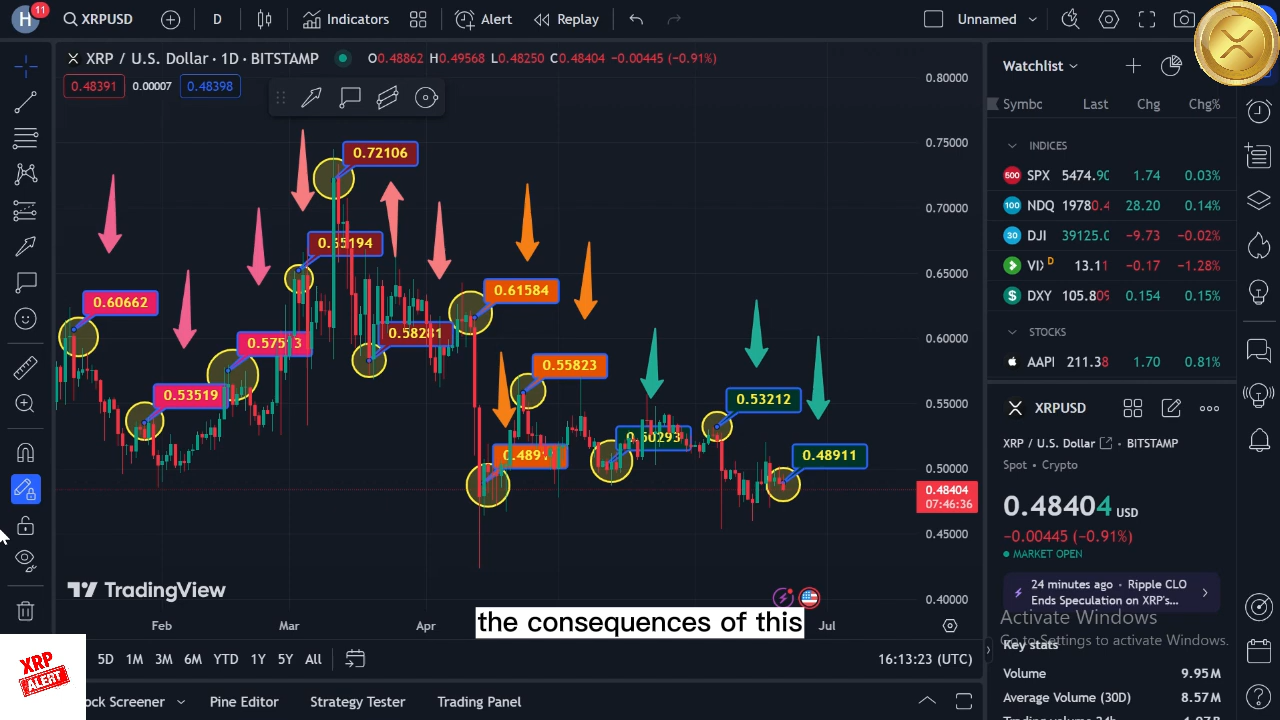 H 11 XRPUSD D Indicators Alert Replay Unnamed
XRP / U.S. Dollar · 1D · BITSTAMP O0.48862 H0.49568 L0.48250 C0.48404 −0.00445 (−0.91%)
0.48391 0.00007 0.48398
0.80000
0.75000
0.70000
0.65000
0.60000
0.55000
0.50000
0.48404
07:46:36
0.45000
0.40000
0.72106
0.65194
0.60662
0.61584
0.58281
0.55823
0.53519
0.53212
0.50293
0.48911
TradingView
the consequences of this
Feb Mar Apr Jul
5D 1M 3M 6M YTD 1Y 5Y All 16:13:23 (UTC)
Screener Pine Editor Strategy Tester Trading Panel
XRP
ALERT
Watchlist
Last Chg Chg%
INDICES
500 SPX 5474.90 1.74 0.03%
100 NDQ 19780.4 28.20 0.14%
30 DJI 39125.0 −9.73 −0.02%
VIX D 13.11 −0.17 −1.28%
$ DXY 105.809 0.154 0.15%
STOCKS
AAPL 211.38 1.70 0.81%
XRPUSD
XRP / U.S. Dollar · BITSTAMP
Spot · Crypto
0.48404 USD
−0.00445 (−0.91%)
MARKET OPEN
24 minutes ago · Ripple CLO
Ends Speculation on XRP's...
Activate Windows
Go to Settings to activate Windows.
Key stats
Volume 9.95M
Average Volume (30D) 8.57M